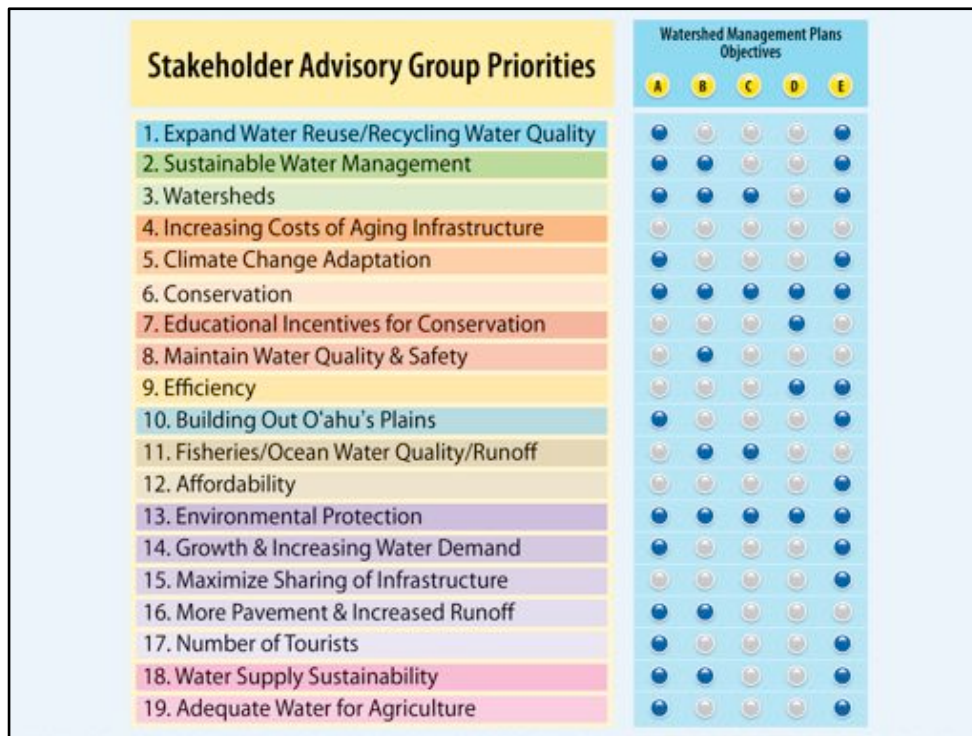 Stakeholder Advisory Group Priorities
Watershed Management Plans
Objectives
A B C D E
1. Expand Water Reuse/Recycling Water Quality
2. Sustainable Water Management
3. Watersheds
4. Increasing Costs of Aging Infrastructure
5. Climate Change Adaptation
6. Conservation
7. Educational Incentives for Conservation
8. Maintain Water Quality & Safety
9. Efficiency
10. Building Out O'ahu's Plains
11. Fisheries/Ocean Water Quality/Runoff
12. Affordability
13. Environmental Protection
14. Growth & Increasing Water Demand
15. Maximize Sharing of Infrastructure
16. More Pavement & Increased Runoff
17. Number of Tourists
18. Water Supply Sustainability
19. Adequate Water for Agriculture